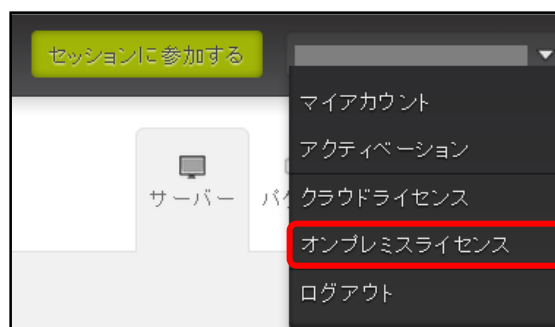 セッションに参加する
マイアカウント
アクティベーション
サーバー
クラウドライセンス
オンプレミスライセンス
ログアウト